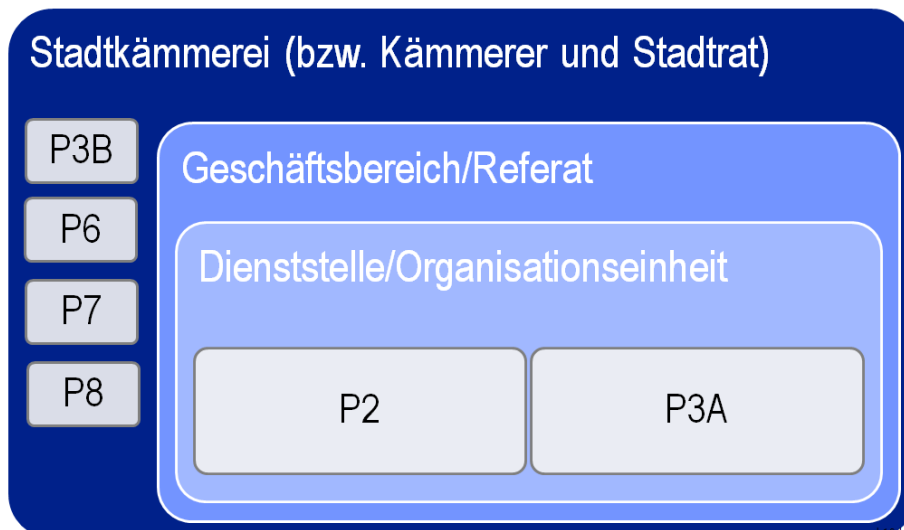 Stadtkämmerei (bzw. Kämmerer und Stadtrat)
P3B
Geschäftsbereich/Referat
P6
Dienststelle/Organisationseinheit
P7
P8
P2
P3A